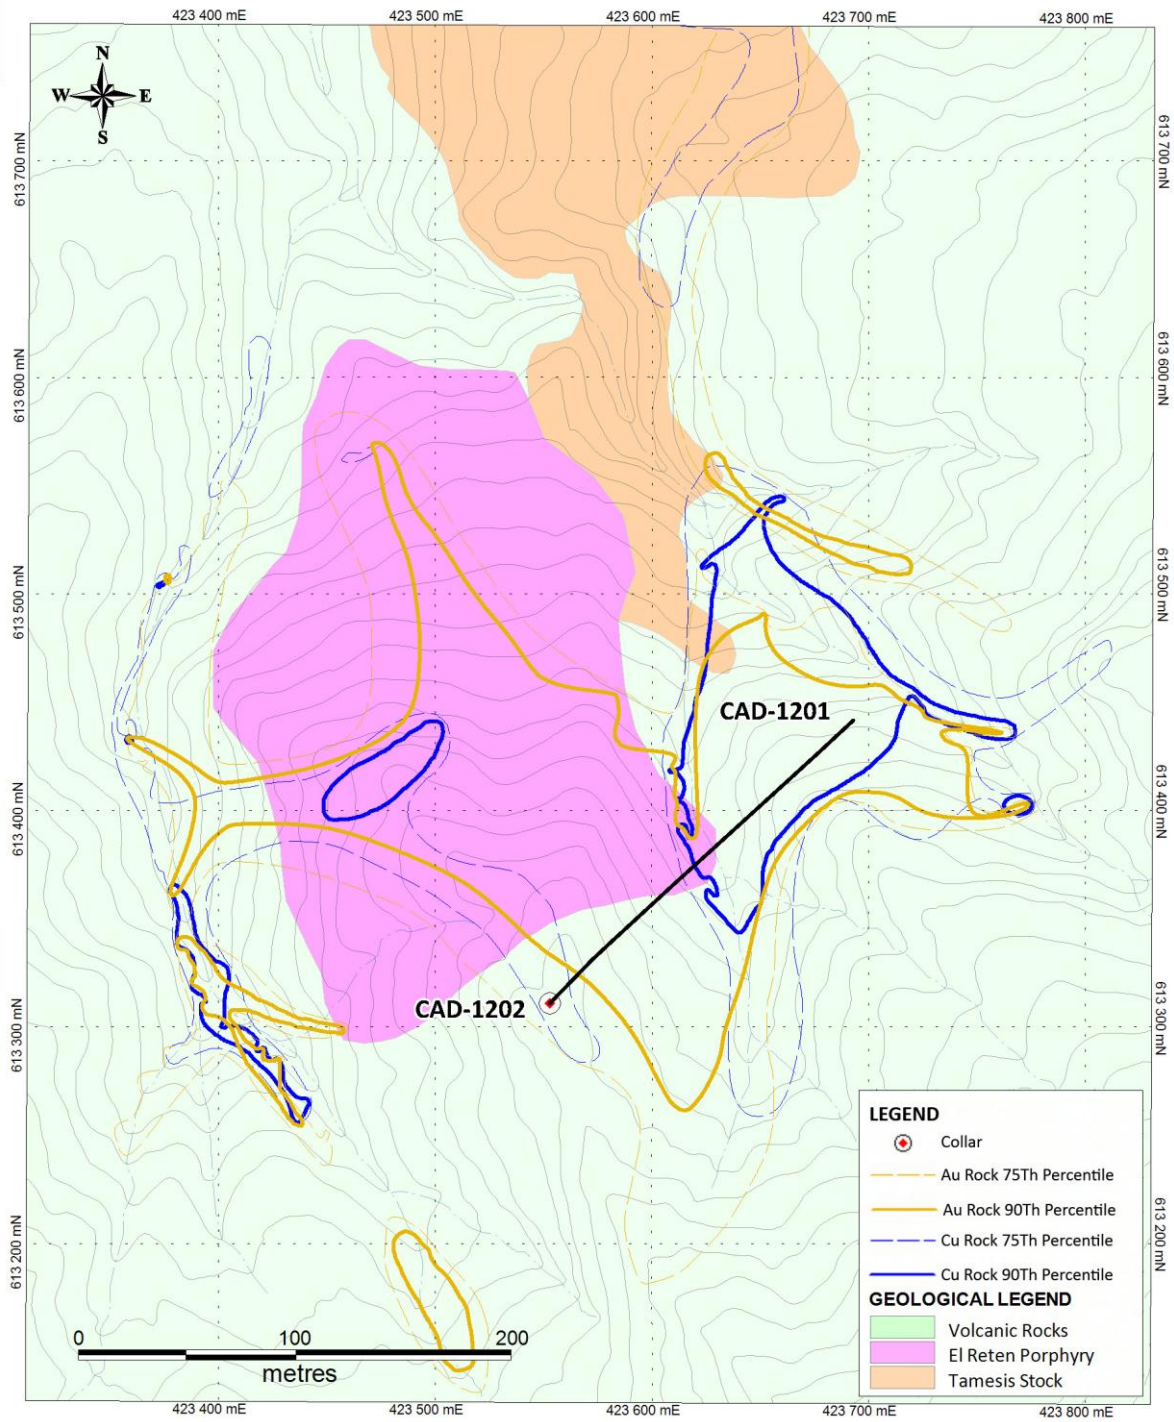 423 400 mE 423 500 mE 423 600 mE 423 700 mE 423 800 mE
N
W E
S
613 700 mN 613 700 mN
613 600 mN 613 600 mN
613 500 mN 613 500 mN
CAD-1201
613 400 mN 613 400 mN
CAD-1202
613 300 mN 613 300 mN
613 200 mN 613 200 mN
LEGEND
Collar
Au Rock 75Th Percentile
Au Rock 90Th Percentile
Cu Rock 75Th Percentile
Cu Rock 90Th Percentile
GEOLOGICAL LEGEND
Volcanic Rocks
El Reten Porphyry
Tamesis Stock
0 100 200
metres
423 400 mE 423 500 mE 423 600 mE 423 700 mE 423 800 mE